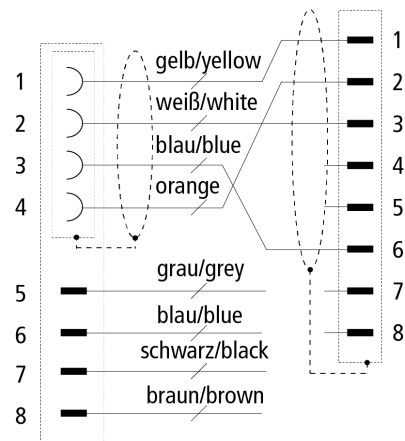 gelb/yellow
weiß/white
blau/blue
orange
grau/grey
blau/blue
schwarz/black
braun/brown
1
2
3
4
5
6
7
8
1
2
3
4
5
6
7
8